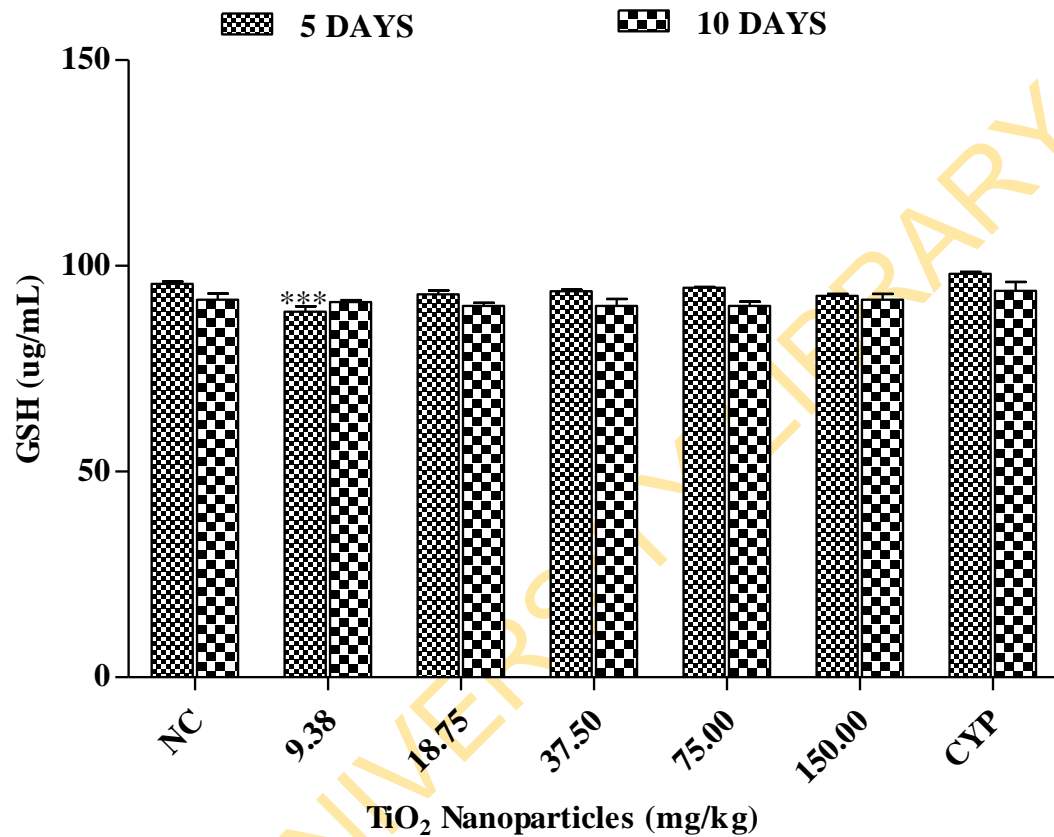 5 DAYS
10 DAYS
150
100
50
0
GSH (ug/mL)
***
NC
9.38
18.75
37.50
75.00
150.00
CYP
TiO₂ Nanoparticles (mg/kg)
LIBRARY